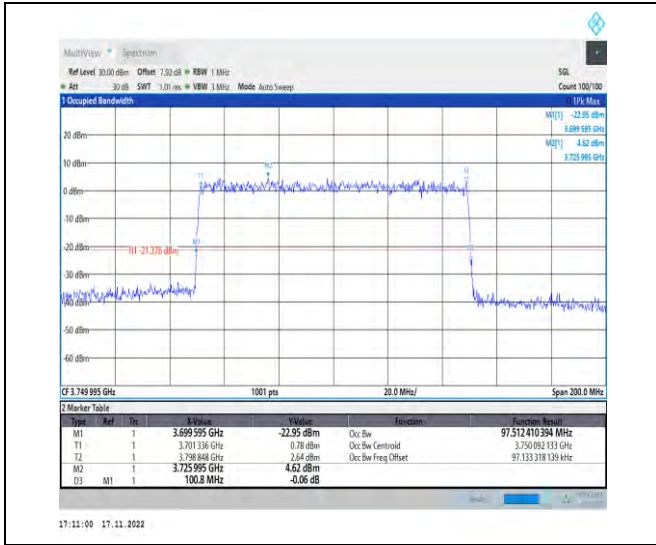 MultiView Spectrum
Ref Level 30.00 dBm Offset 7.92 dB RBW 1 MHz SGL
Att 30 dB SWT 1.01 ms VBW 3 MHz Mode Auto Sweep Count 100/100
1 Occupied Bandwidth 1Pk Max
M1[1] -22.95 dBm
3.699 595 GHz
M2[1] 4.62 dBm
3.725 995 GHz
20 dBm
10 dBm
M2
T1
0 dBm
-10 dBm
M1
-20 dBm
H1 -21.376 dBm
-30 dBm
-40 dBm
-50 dBm
-60 dBm
CF 3.749 995 GHz 1001 pts 20.0 MHz/ Span 200.0 MHz
2 Marker Table
Type Ref Trc X-Value Y-Value Function Function Result
M1 1 3.699 595 GHz -22.95 dBm Occ Bw 97.512 410 394 MHz
T1 1 3.701 336 GHz 0.78 dBm Occ Bw Centroid 3.750 092 133 GHz
T2 1 3.798 848 GHz 2.64 dBm Occ Bw Freq Offset 97.133 318 139 kHz
M2 1 3.725 995 GHz 4.62 dBm
D3 M1 1 100.8 MHz -0.06 dB
17:11:00 17.11.2022